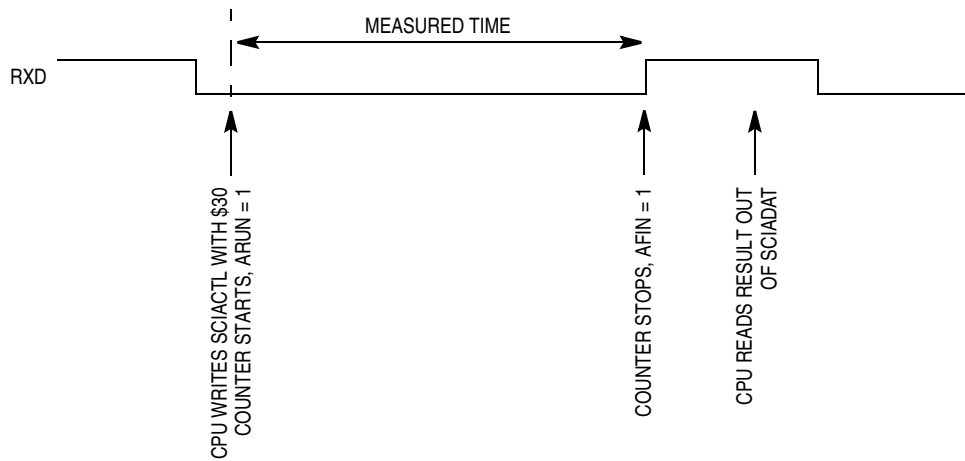 MEASURED TIME
RXD
CPU WRITES SCIACTL WITH $30
COUNTER STARTS, ARUN = 1
COUNTER STOPS, AFIN = 1
CPU READS RESULT OUT
OF SCIADAT